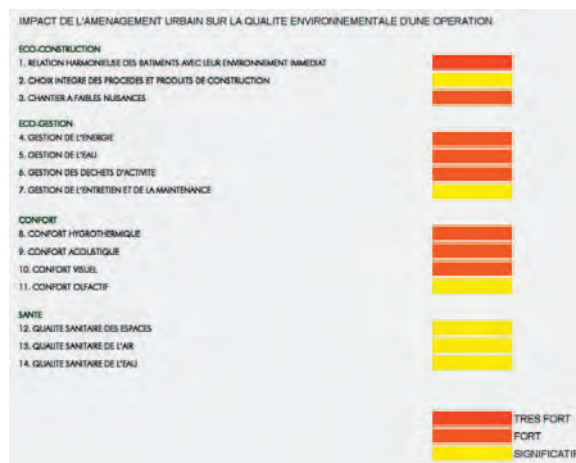 IMPACT DE L'AMENAGEMENT URBAIN SUR LA QUALITE ENVIRONNEMENTALE D'UNE OPERATION
ECO-CONSTRUCTION
1. RELATION HARMONIEUSE DES BATIMENTS AVEC LEUR ENVIRONNEMENT IMMEDIAT
2. CHOIX INTEGRE DES PROCEDES ET PRODUITS DE CONSTRUCTION
3. CHANTIER A FAIBLES NUISANCES
ECO-GESTION
4. GESTION DE L'ENERGIE
5. GESTION DE L'EAU
6. GESTION DES DECHETS D'ACTIVITE
7. GESTION DE L'ENTRETIEN ET DE LA MAINTENANCE
CONFORT
8. CONFORT HYGROTHERMIQUE
9. CONFORT ACOUSTIQUE
10. CONFORT VISUEL
11. CONFORT OLFACTIF
SANTE
12. QUALITE SANITAIRE DES ESPACES
13. QUALITE SANITAIRE DE L'AIR
14. QUALITE SANITAIRE DE L'EAU
TRES FORT
FORT
SIGNIFICATIF